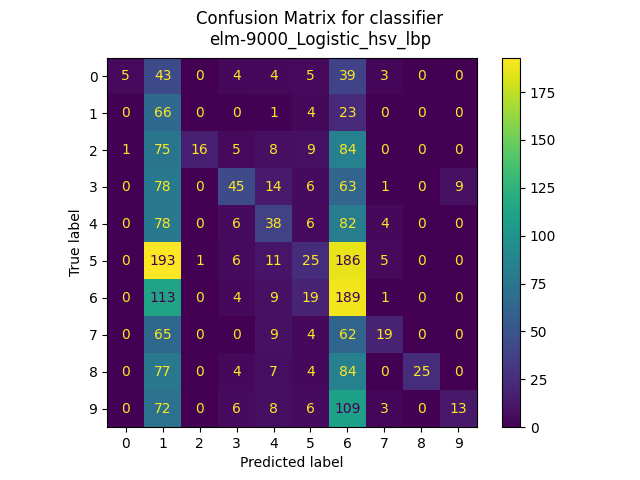 Confusion Matrix for classifier
elm-9000_Logistic_hsv_lbp
0 5 43 0 4 4 5 39 3 0 0
1 0 66 0 0 1 4 23 0 0 0
2 1 75 16 5 8 9 84 0 0 0
3 0 78 0 45 14 6 63 1 0 9
4 0 78 0 6 38 6 82 4 0 0
5 0 193 1 6 11 25 186 5 0 0
6 0 113 0 4 9 19 189 1 0 0
7 0 65 0 0 9 4 62 19 0 0
8 0 77 0 4 7 4 84 0 25 0
9 0 72 0 6 8 6 109 3 0 13
0 1 2 3 4 5 6 7 8 9
True label
Predicted label
175
150
125
100
75
50
25
0